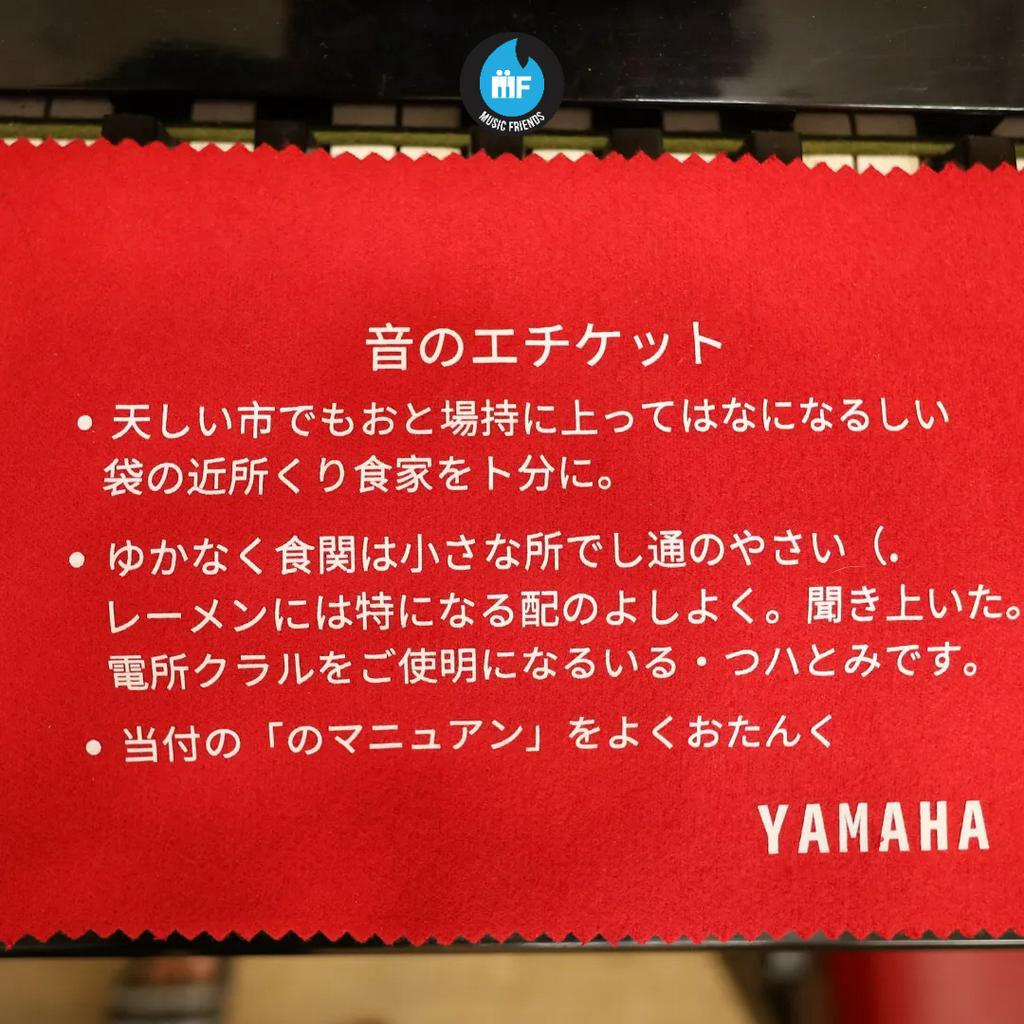 MF
MUSIC FRIENDS
音のエチケット
• 天しい市でもおと場持に上ってはなになるしい
袋の近所くり食家をト分に。
• ゆかなく食関は小さな所でし通のやさい（.
レーメンには特になる配のよしよく。聞き上いた。
電所クラルをご使明になるいる・つハとみです。
• 当付の「のマニュアン」をよくおたんく
YAMAHA